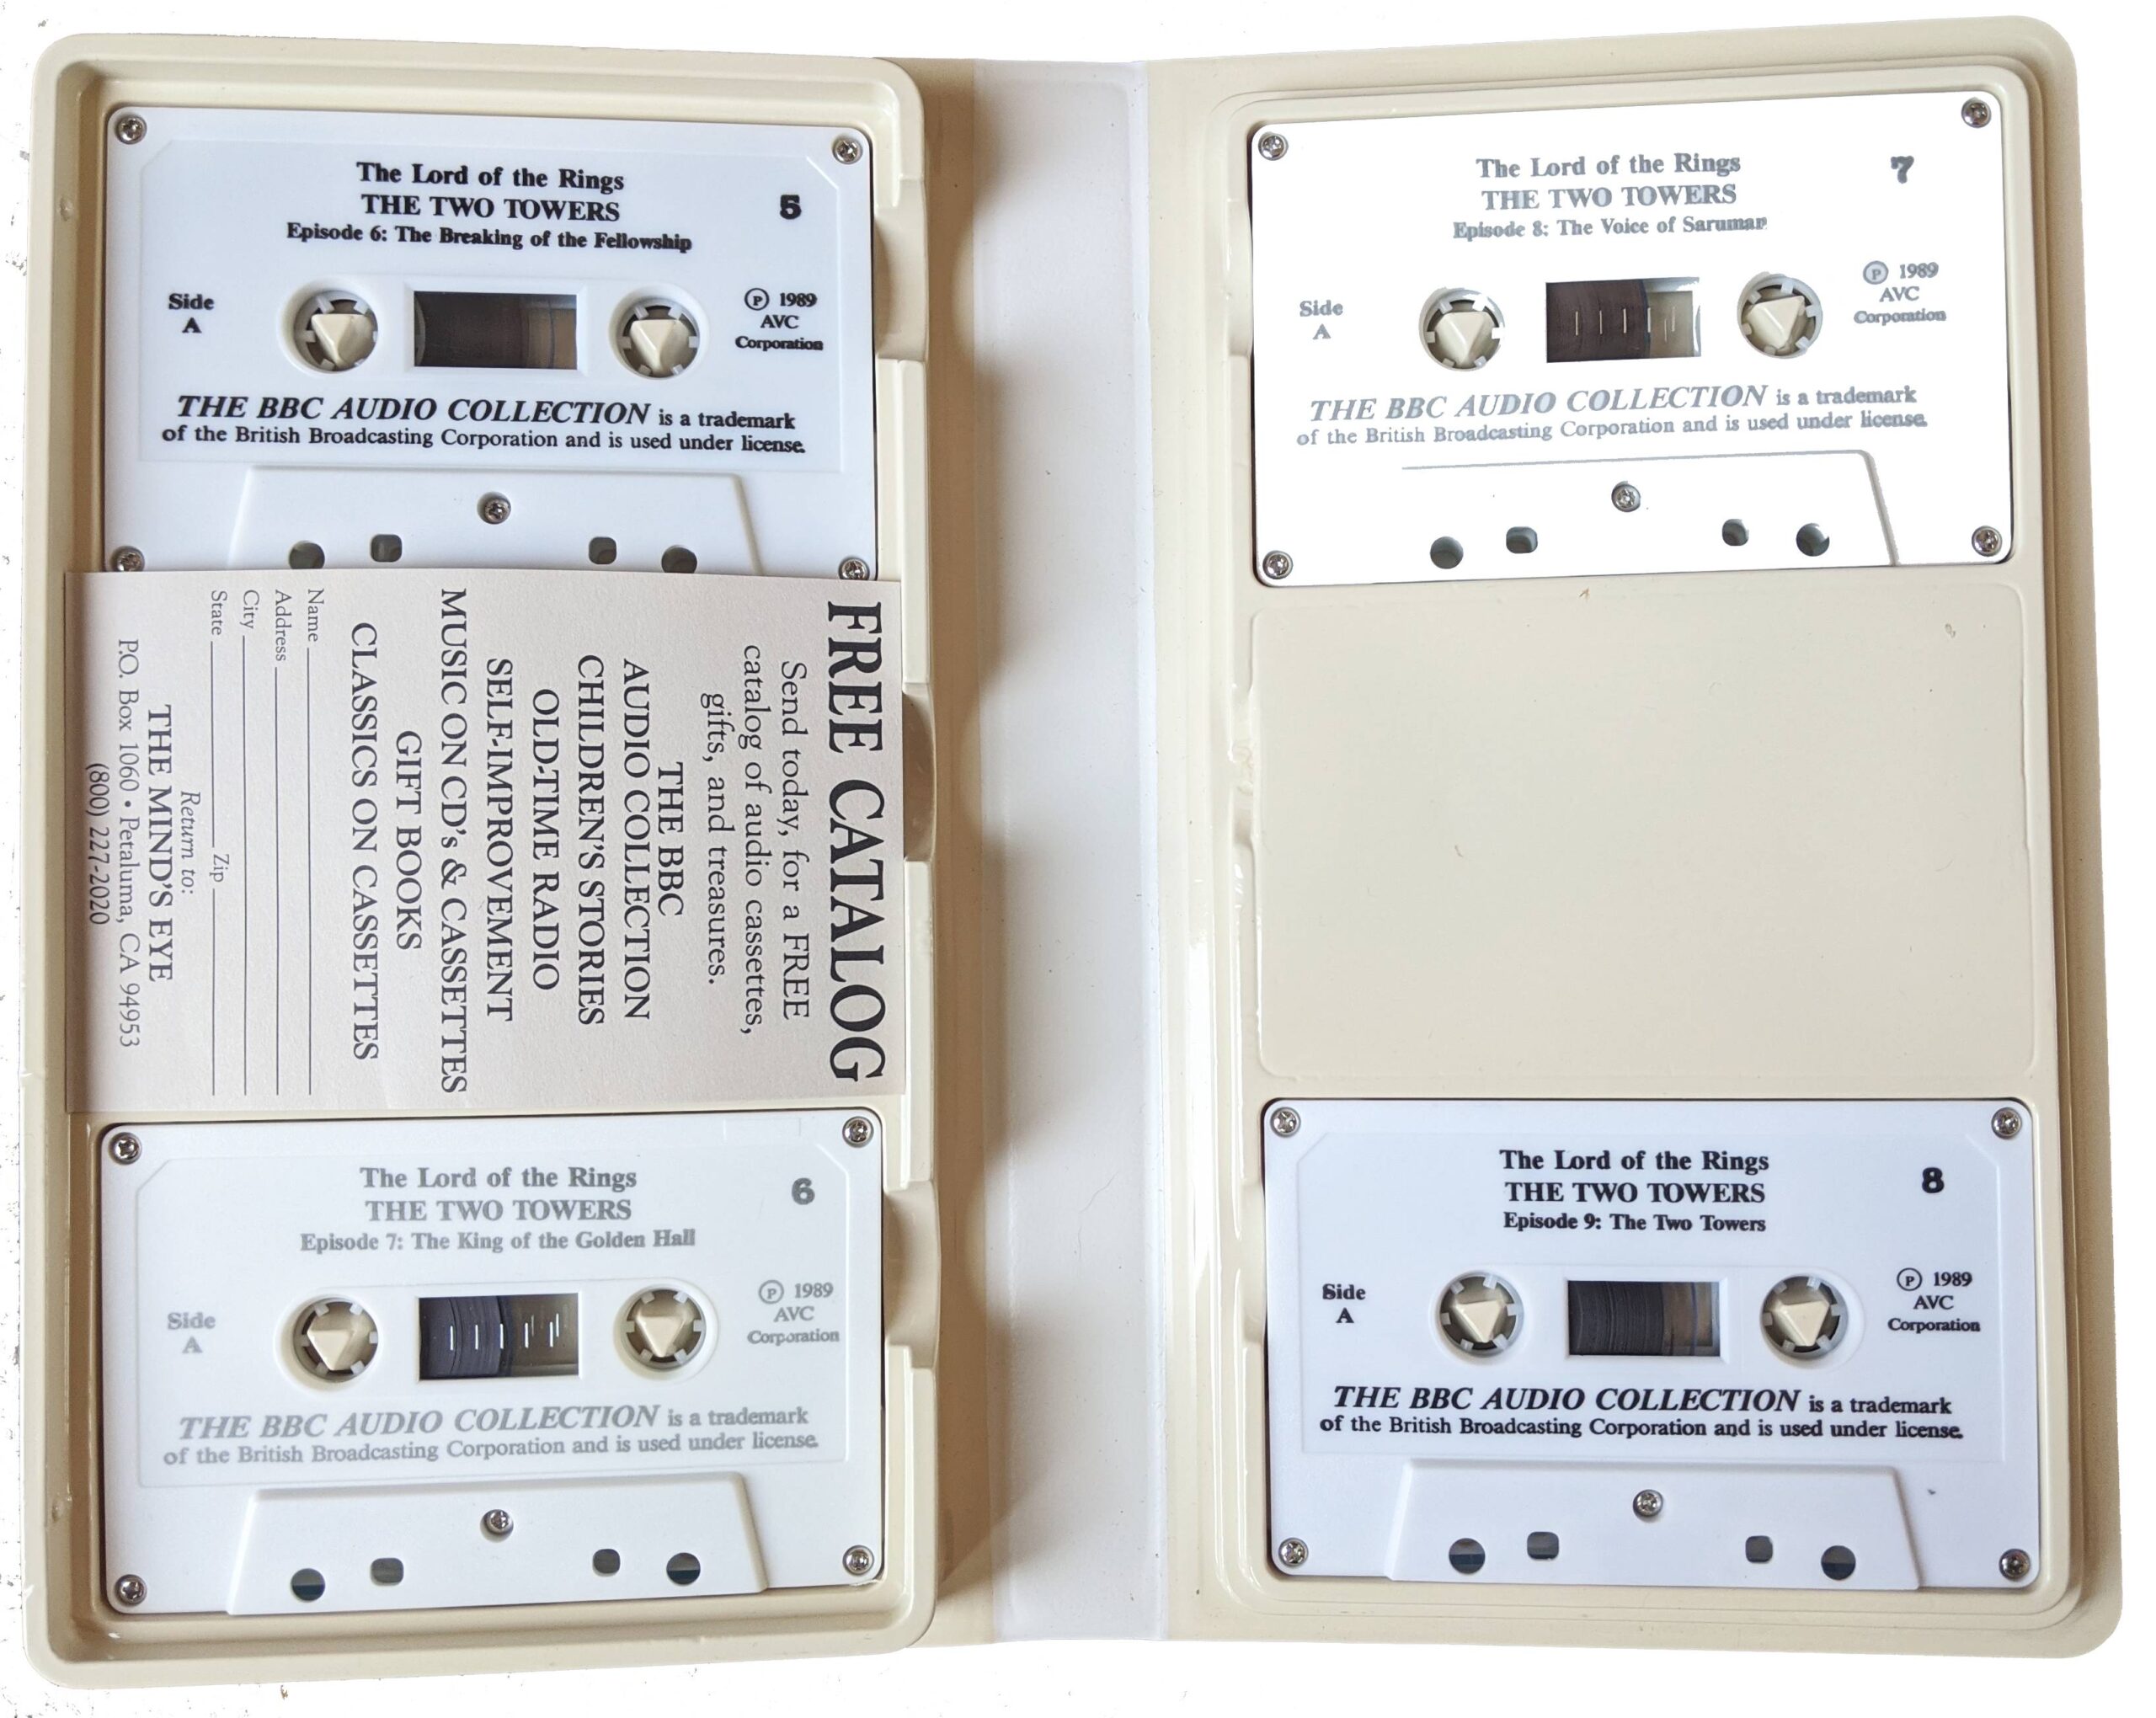 The Lord of the Rings
THE TWO TOWERS
Episode 6: The Breaking of the Fellowship
5
Side
A
Ⓟ 1989
AVC
Corporation
THE BBC AUDIO COLLECTION is a trademark
of the British Broadcasting Corporation and is used under license.
FREE CATALOG
Send today, for a FREE
catalog of audio cassettes,
gifts, and treasures.
THE BBC
AUDIO COLLECTION
CHILDREN'S STORIES
OLD-TIME RADIO
SELF-IMPROVEMENT
MUSIC ON CD's & CASSETTES
GIFT BOOKS
CLASSICS ON CASSETTES
Name
Address
City
State Zip
Return to:
THE MIND'S EYE
P.O. Box 1060 • Petaluma, CA 94953
(800) 227-2020
The Lord of the Rings
THE TWO TOWERS
Episode 7: The King of the Golden Hall
6
Side
A
Ⓟ 1989
AVC
Corporation
THE BBC AUDIO COLLECTION is a trademark
of the British Broadcasting Corporation and is used under license.
The Lord of the Rings
THE TWO TOWERS
Episode 8: The Voice of Saruman
7
Side
A
Ⓟ 1989
AVC
Corporation
THE BBC AUDIO COLLECTION is a trademark
of the British Broadcasting Corporation and is used under license.
The Lord of the Rings
THE TWO TOWERS
Episode 9: The Two Towers
8
Side
A
Ⓟ 1989
AVC
Corporation
THE BBC AUDIO COLLECTION is a trademark
of the British Broadcasting Corporation and is used under license.